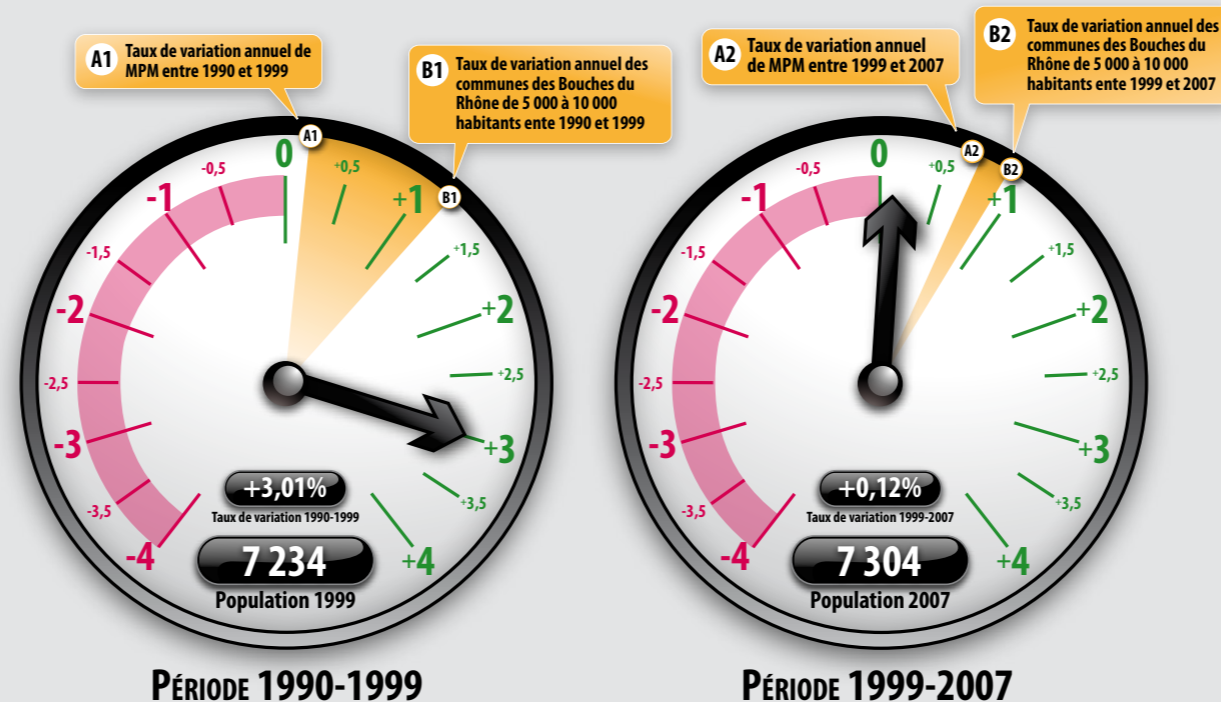 A1
Taux de variation annuel de
MPM entre 1990 et 1999
B1
Taux de variation annuel des
communes des Bouches du
Rhône de 5 000 à 10 000
habitants ente 1990 et 1999
A1
B1
0
+0,5
+1
+1,5
+2
+2,5
+3
+3,5
+4
-0,5
-1
-1,5
-2
-2,5
-3
-3,5
-4
+3,01%
Taux de variation 1990-1999
7 234
Population 1999
PÉRIODE 1990-1999
A2
Taux de variation annuel
de MPM entre 1999 et 2007
B2
Taux de variation annuel des
communes des Bouches du
Rhône de 5 000 à 10 000
habitants ente 1999 et 2007
A2
B2
0
+0,5
+1
+1,5
+2
+2,5
+3
+3,5
+4
-0,5
-1
-1,5
-2
-2,5
-3
-3,5
-4
+0,12%
Taux de variation 1999-2007
7 304
Population 2007
PÉRIODE 1999-2007